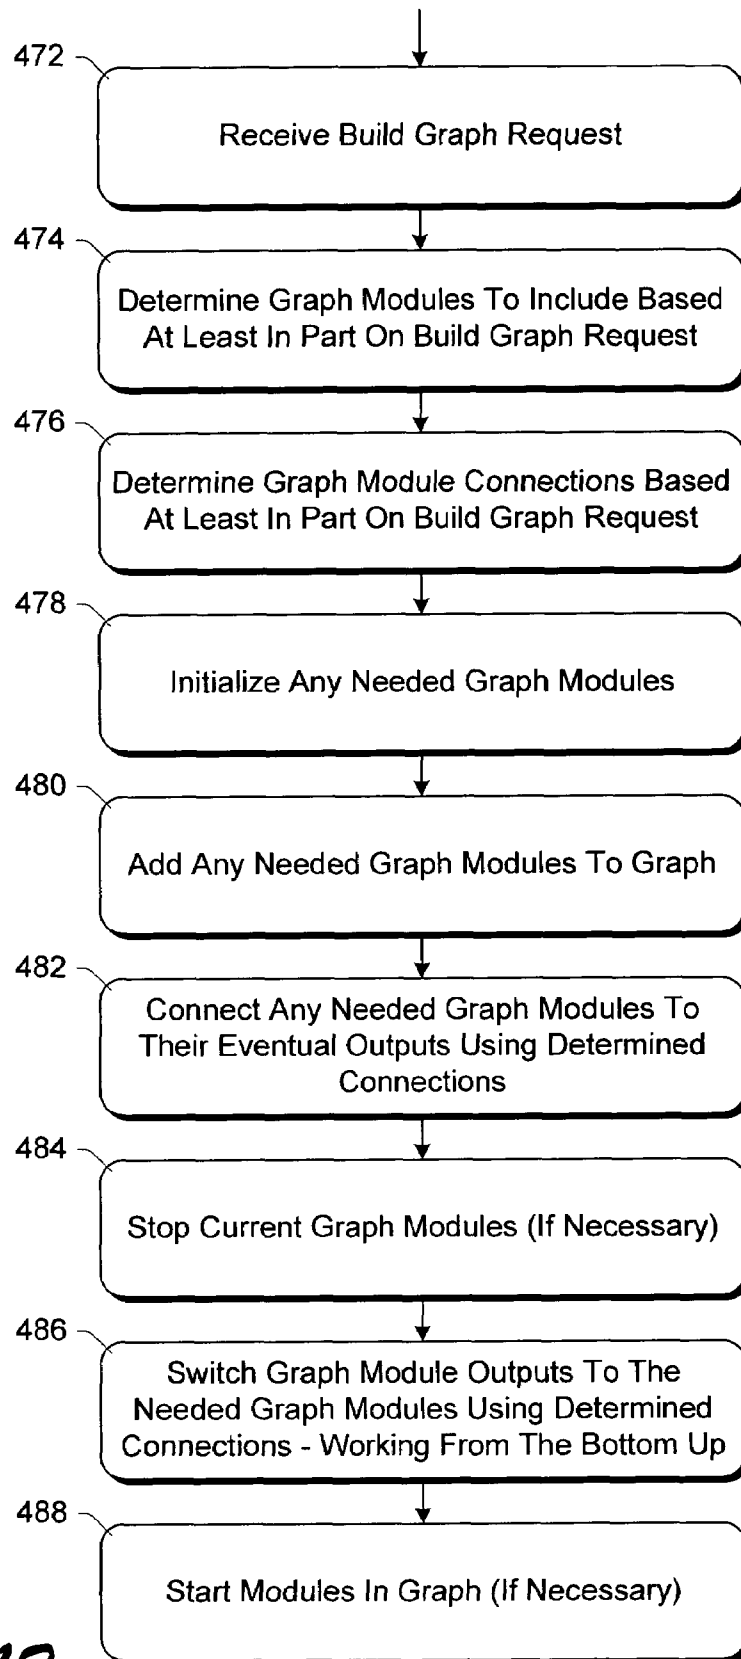 472
Receive Build Graph Request
474
Determine Graph Modules To Include Based
At Least In Part On Build Graph Request
476
Determine Graph Module Connections Based
At Least In Part On Build Graph Request
478
Initialize Any Needed Graph Modules
480
Add Any Needed Graph Modules To Graph
482
Connect Any Needed Graph Modules To
Their Eventual Outputs Using Determined
Connections
484
Stop Current Graph Modules (If Necessary)
486
Switch Graph Module Outputs To The
Needed Graph Modules Using Determined
Connections - Working From The Bottom Up
488
Start Modules In Graph (If Necessary)